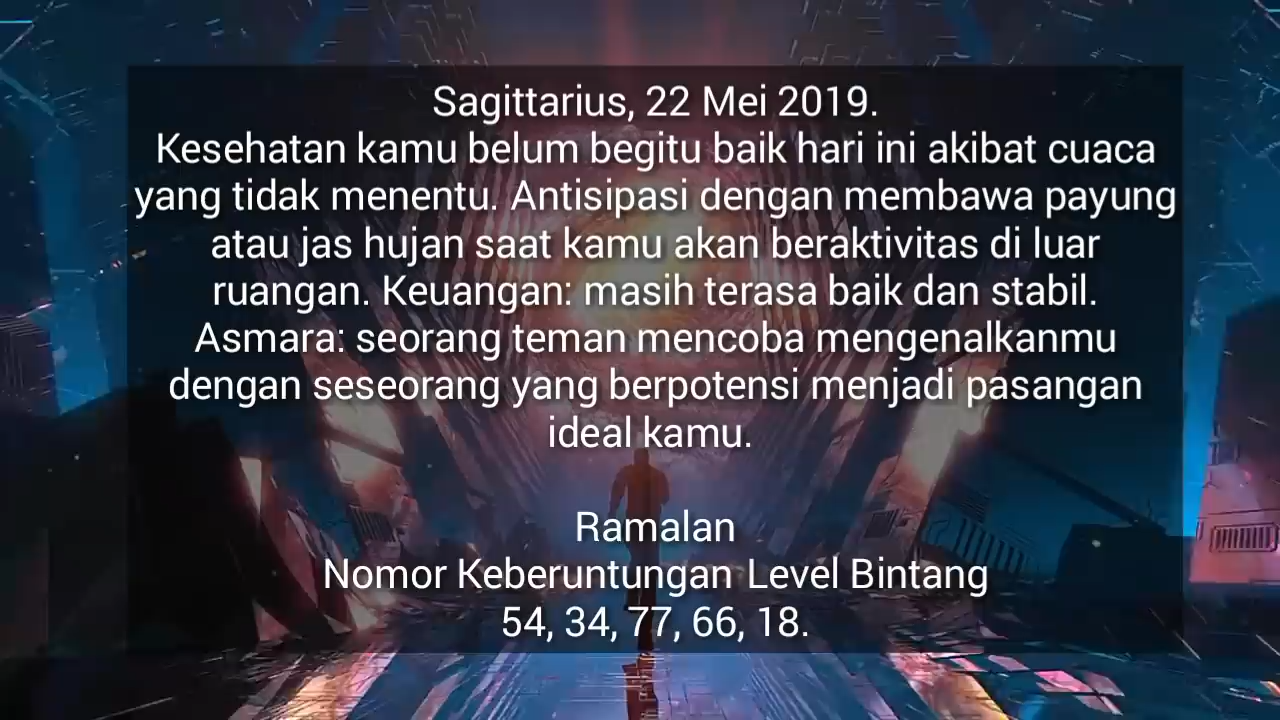 Sagittarius, 22 Mei 2019.
Kesehatan kamu belum begitu baik hari ini akibat cuaca
yang tidak menentu. Antisipasi dengan membawa payung
atau jas hujan saat kamu akan beraktivitas di luar
ruangan. Keuangan: masih terasa baik dan stabil.
Asmara: seorang teman mencoba mengenalkanmu
dengan seseorang yang berpotensi menjadi pasangan
ideal kamu.
Ramalan
Nomor Keberuntungan Level Bintang
54, 34, 77, 66, 18.